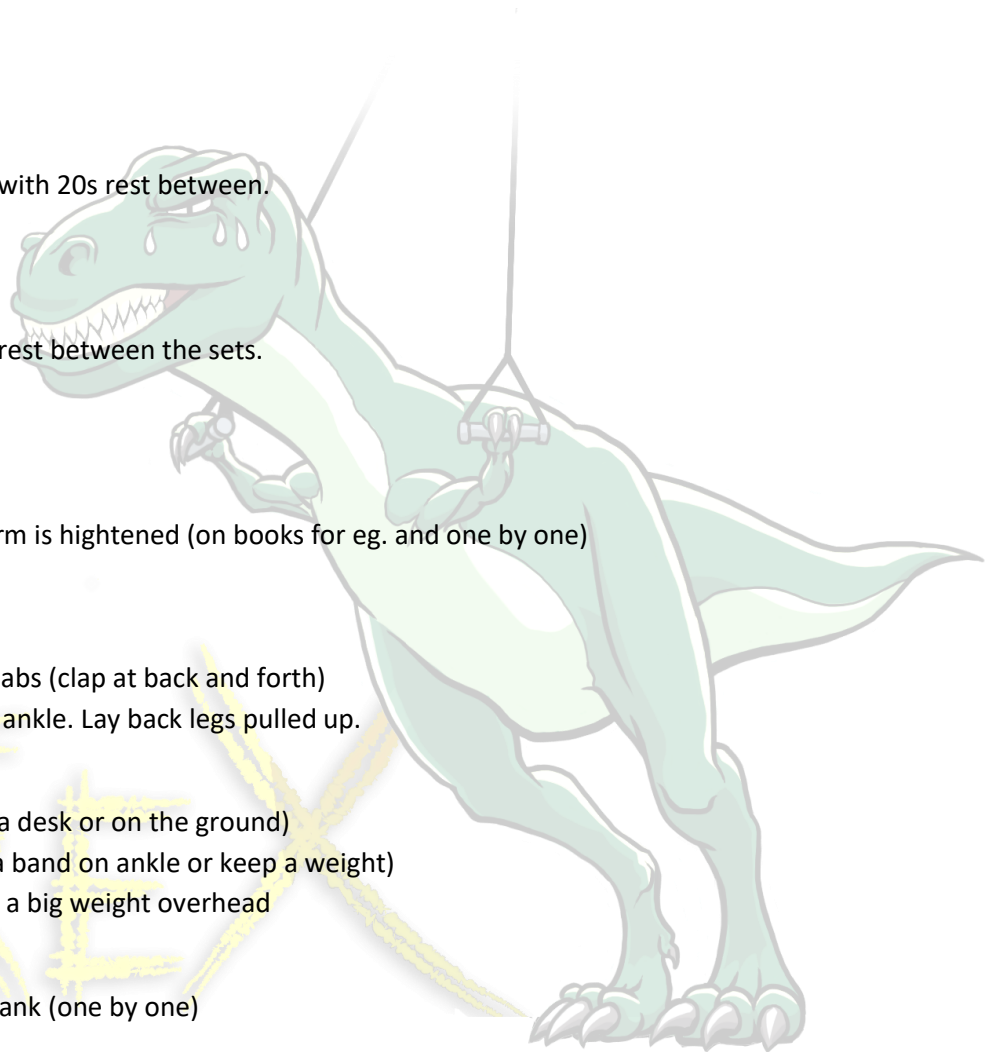 with 20s rest between.
rest between the sets.
rm is hightened (on books for eg. and one by one)
abs (clap at back and forth)
ankle. Lay back legs pulled up.
a desk or on the ground)
a band on ankle or keep a weight)
a big weight overhead
ank (one by one)